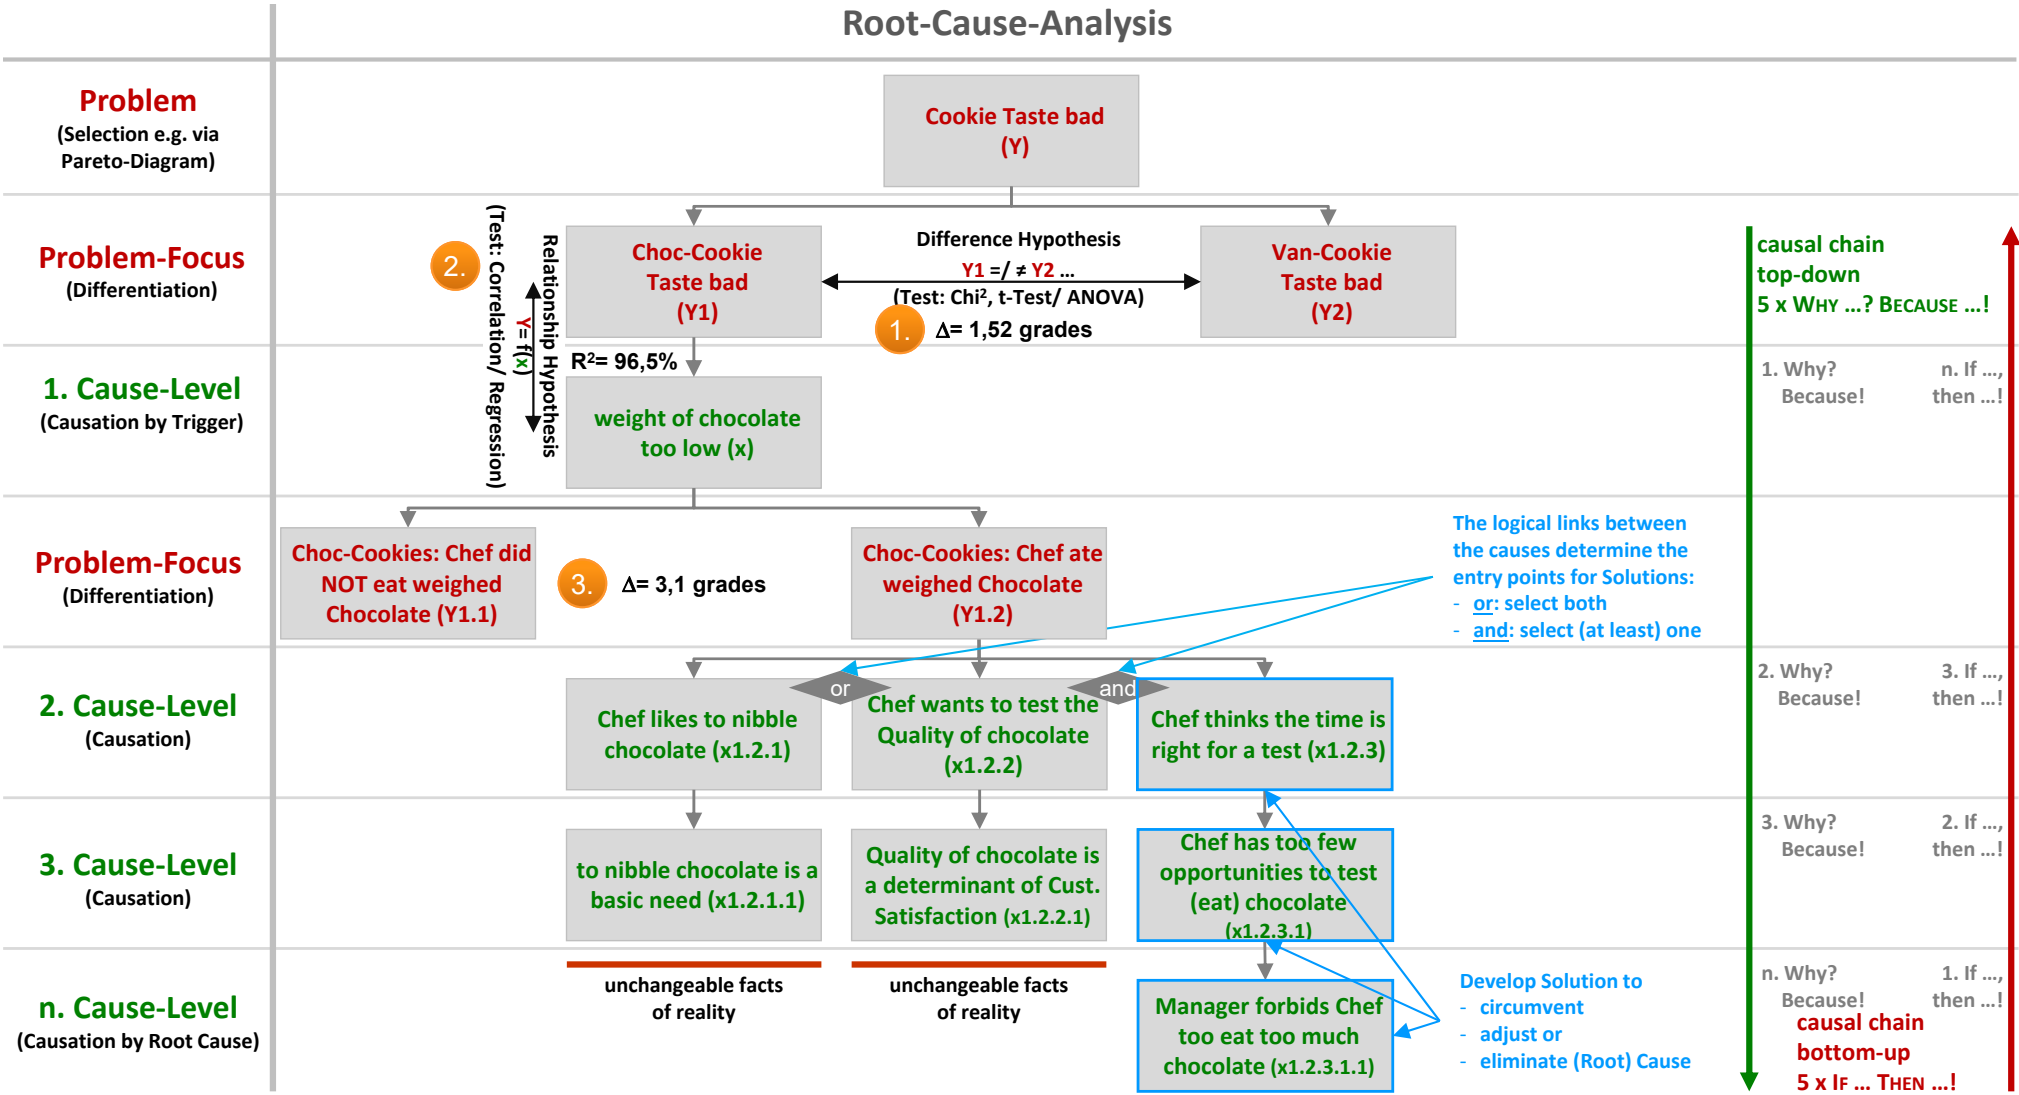 Root-Cause-Analysis
Problem
(Selection e.g. via
Pareto-Diagram)
Cookie Taste bad
(Y)
Problem-Focus
(Differentiation)
2.
(Test: Correlation/ Regression)
Y= f(x)
Relationship Hypothesis
Choc-Cookie
Taste bad
(Y1)
Difference Hypothesis
Y1 =/ ≠ Y2 ...
(Test: Chi², t-Test/ ANOVA)
1.
Δ= 1,52 grades
Van-Cookie
Taste bad
(Y2)
causal chain
top-down
5 x WHY ...? BECAUSE ...!
1. Cause-Level
(Causation by Trigger)
R²= 96,5%
weight of chocolate
too low (x)
1. Why?
Because!
n. If ...,
then ...!
Problem-Focus
(Differentiation)
Choc-Cookies: Chef did
NOT eat weighed
Chocolate (Y1.1)
3.
Δ= 3,1 grades
Choc-Cookies: Chef ate
weighed Chocolate
(Y1.2)
The logical links between
the causes determine the
entry points for Solutions:
- or: select both
- and: select (at least) one
2. Cause-Level
(Causation)
Chef likes to nibble
chocolate (x1.2.1)
or
Chef wants to test the
Quality of chocolate
(x1.2.2)
and
Chef thinks the time is
right for a test (x1.2.3)
2. Why?
Because!
3. If ...,
then ...!
3. Cause-Level
(Causation)
to nibble chocolate is a
basic need (x1.2.1.1)
Quality of chocolate is
a determinant of Cust.
Satisfaction (x1.2.2.1)
Chef has too few
opportunities to test
(eat) chocolate
(x1.2.3.1)
3. Why?
Because!
2. If ...,
then ...!
n. Cause-Level
(Causation by Root Cause)
unchangeable facts
of reality
unchangeable facts
of reality
Manager forbids Chef
too eat too much
chocolate (x1.2.3.1.1)
Develop Solution to
- circumvent
- adjust or
- eliminate (Root) Cause
n. Why?
Because!
1. If ...,
then ...!
causal chain
bottom-up
5 x IF ... THEN ...!